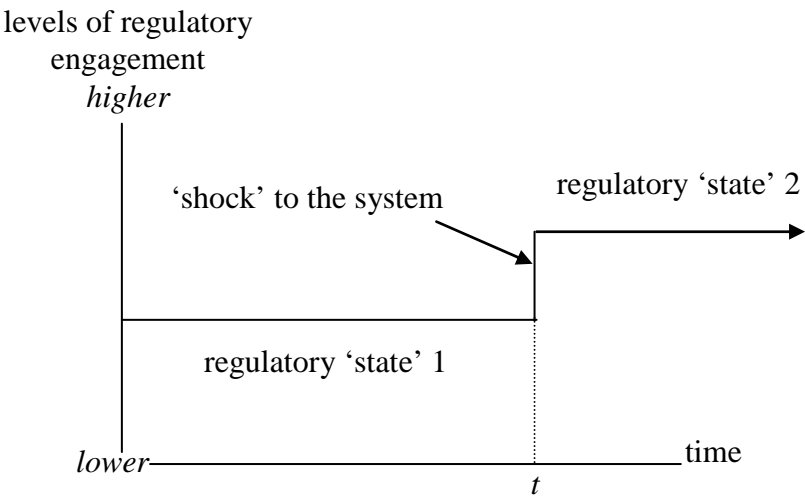 levels of regulatory
engagement
higher
‘shock’ to the system
regulatory ‘state’ 2
regulatory ‘state’ 1
lower
time
t